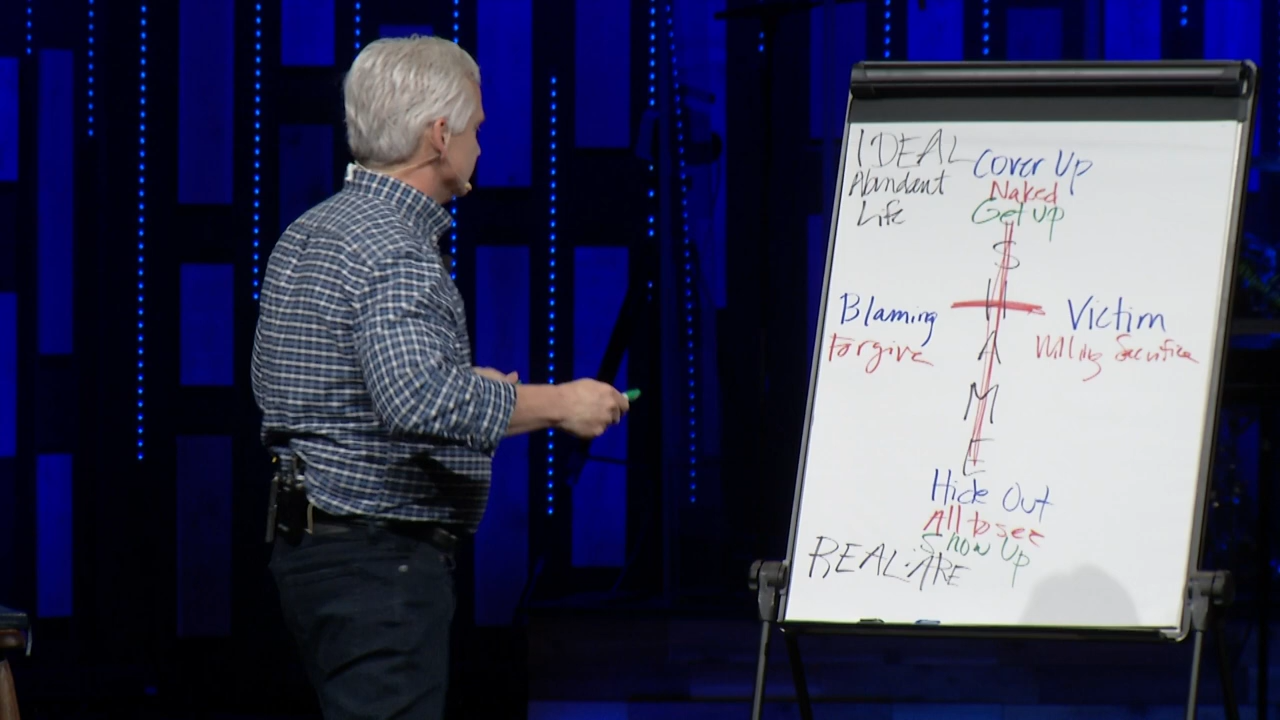 IDEAL
Abundant
Life
Cover Up
Naked
Get up
S
H
A
M
E
Blaming
Forgive
Victim
Willing Sacrifice
Hide Out
All to see
Show Up
REAL·ARE